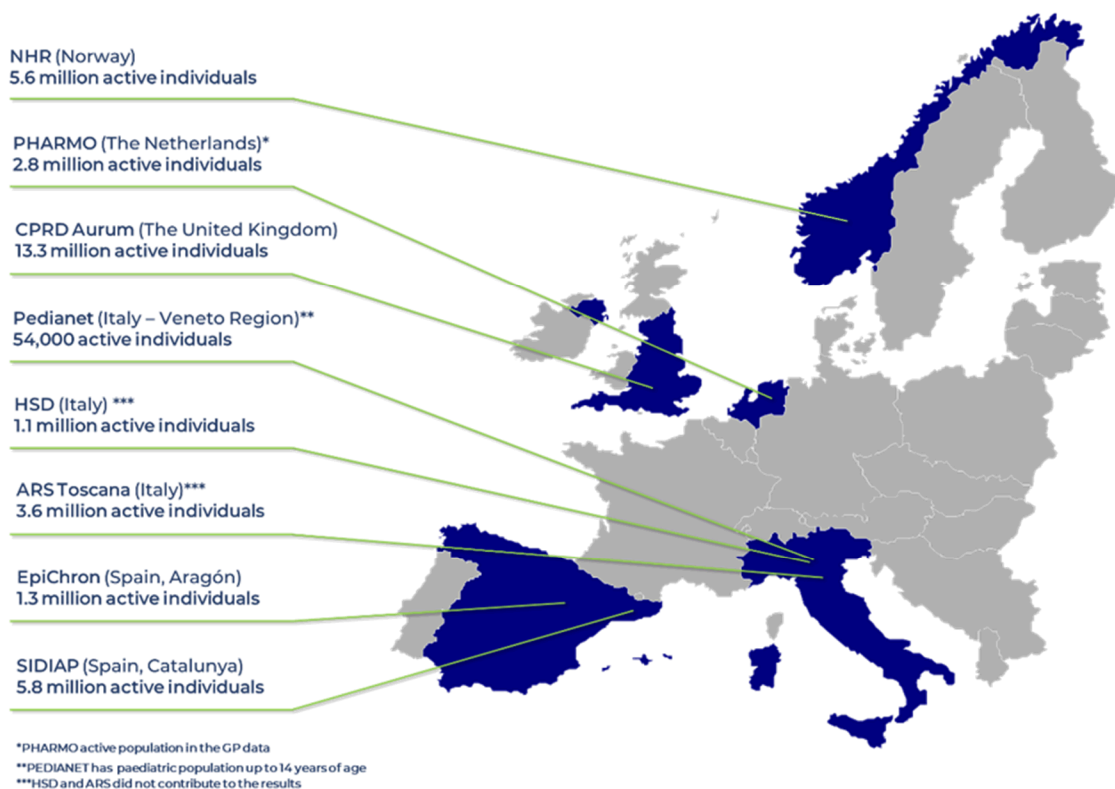 NHR (Norway)
5.6 million active individuals
PHARMO (The Netherlands)*
2.8 million active individuals
CPRD Aurum (The United Kingdom)
13.3 million active individuals
Pedianet (Italy – Veneto Region)**
54,000 active individuals
HSD (Italy) ***
1.1 million active individuals
ARS Toscana (Italy)***
3.6 million active individuals
EpiChron (Spain, Aragón)
1.3 million active individuals
SIDIAP (Spain, Catalunya)
5.8 million active individuals
*PHARMO active population in the GP data
**PEDIANET has paediatric population up to 14 years of age
***HSD and ARS did not contribute to the results